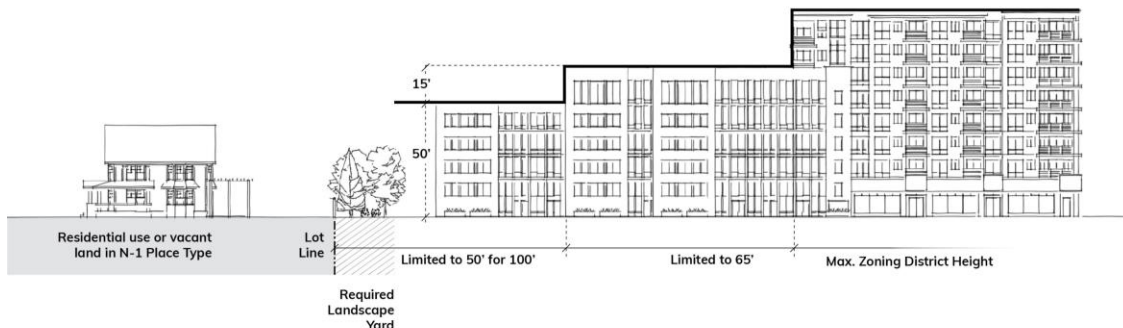 15’
50’
Residential use or vacant
land in N-1 Place Type
Lot
Line
Limited to 50’ for 100’
Limited to 65’
Max. Zoning District Height
Required
Landscape
Yard